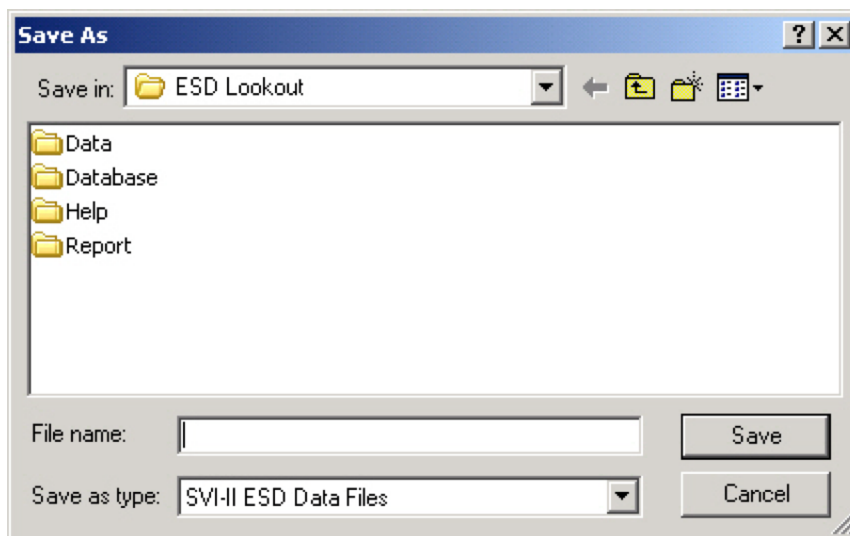 Save As
Save in: ESD Lookout
Data
Database
Help
Report
File name: Save
Save as type: SVI-II ESD Data Files Cancel